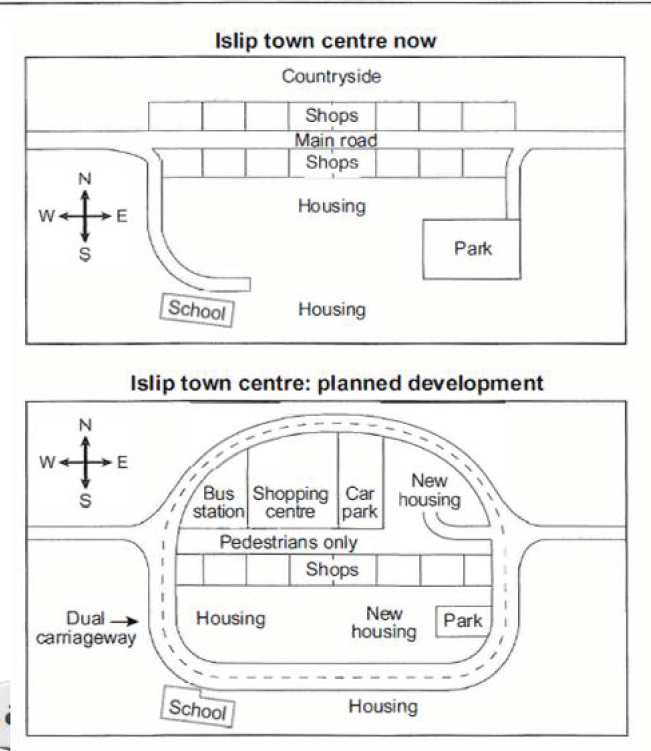 Islip town centre now
Countryside
Shops
Main road
Shops
N
W
E
S
Housing
Park
School
Housing
Islip town centre: planned development
N
W
E
S
Bus
station
Shopping
centre
Car
park
New
housing
Pedestrians only
Shops
Dual
carriageway
Housing
New
housing
Park
School
Housing